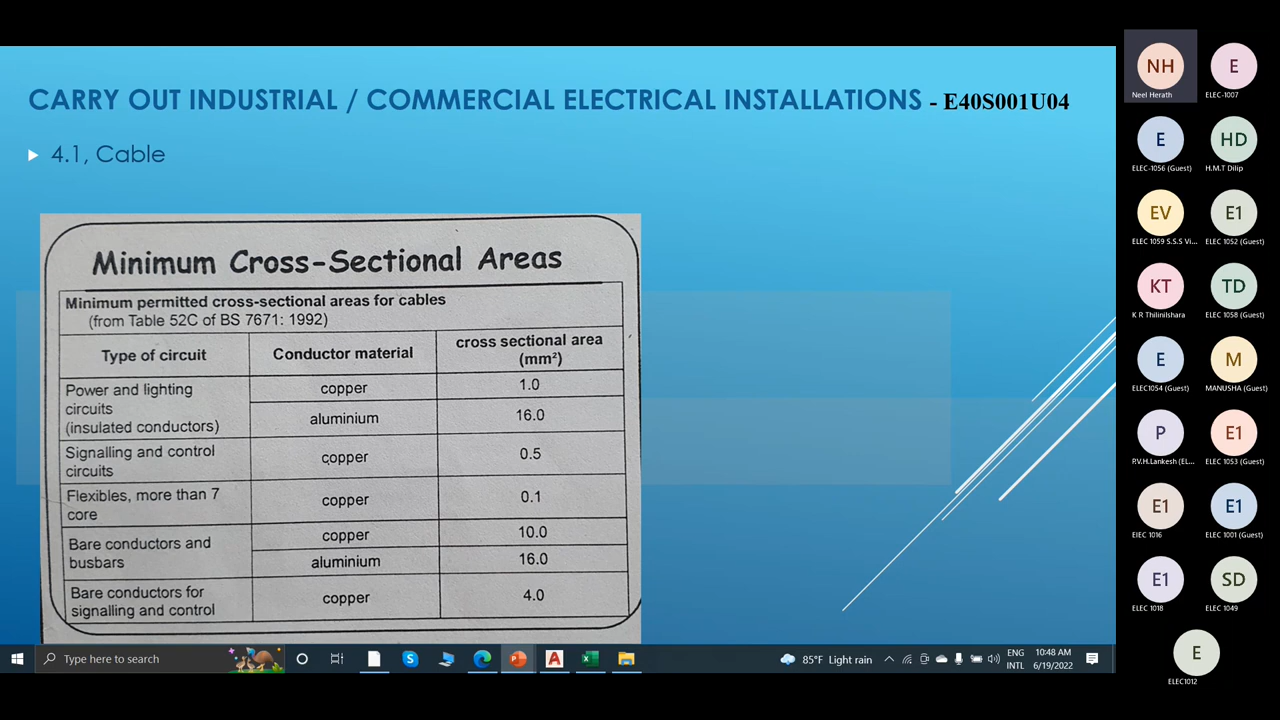 CARRY OUT INDUSTRIAL / COMMERCIAL ELECTRICAL INSTALLATIONS - E40S001U04
4.1, Cable
Minimum Cross-Sectional Areas
Minimum permitted cross-sectional areas for cables
(from Table 52C of BS 7671: 1992)
Type of circuit
Conductor material
cross sectional area
(mm²)
Power and lighting
circuits
(insulated conductors)
copper
1.0
aluminium
16.0
Signalling and control
circuits
copper
0.5
Flexibles, more than 7
core
copper
0.1
Bare conductors and
busbars
copper
10.0
aluminium
16.0
Bare conductors for
signalling and control
copper
4.0
Type here to search
85°F Light rain
ENG
INTL
10:48 AM
6/19/2022
NH
Neel Herath
E
ELEC-1007
E
ELEC-1056 (Guest)
HD
H.M.T Dilip
EV
ELEC 1059 S.S.S Vi...
E1
ELEC 1052 (Guest)
KT
K R Thilinilshara
TD
ELEC 1058 (Guest)
E
ELEC1054 (Guest)
M
MANUSHA (Guest)
P
P.V.H.Lankesh (EL...
E1
ELEC 1053 (Guest)
E1
ElEC 1016
E1
ELEC 1001 (Guest)
E1
ELEC 1018
SD
ELEC 1049
E
ELEC1012